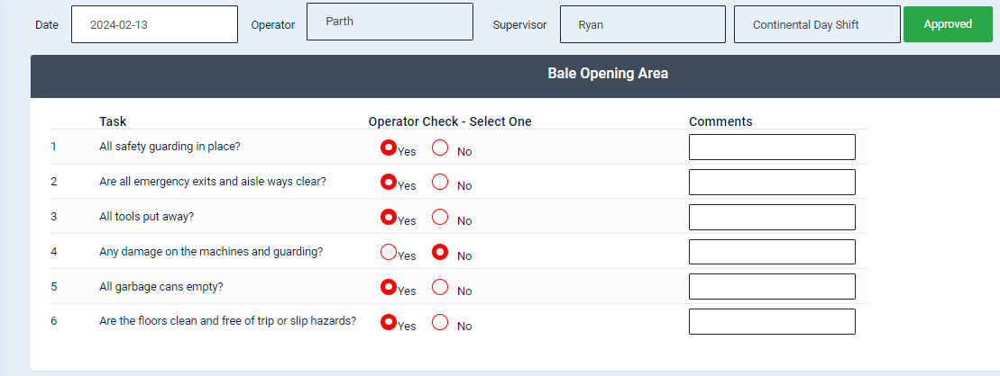 Date 2024-02-13 Operator Parth Supervisor Ryan Continental Day Shift Approved
Bale Opening Area
Task Operator Check - Select One Comments
1 All safety guarding in place? Yes No
2 Are all emergency exits and aisle ways clear? Yes No
3 All tools put away? Yes No
4 Any damage on the machines and guarding? Yes No
5 All garbage cans empty? Yes No
6 Are the floors clean and free of trip or slip hazards? Yes No